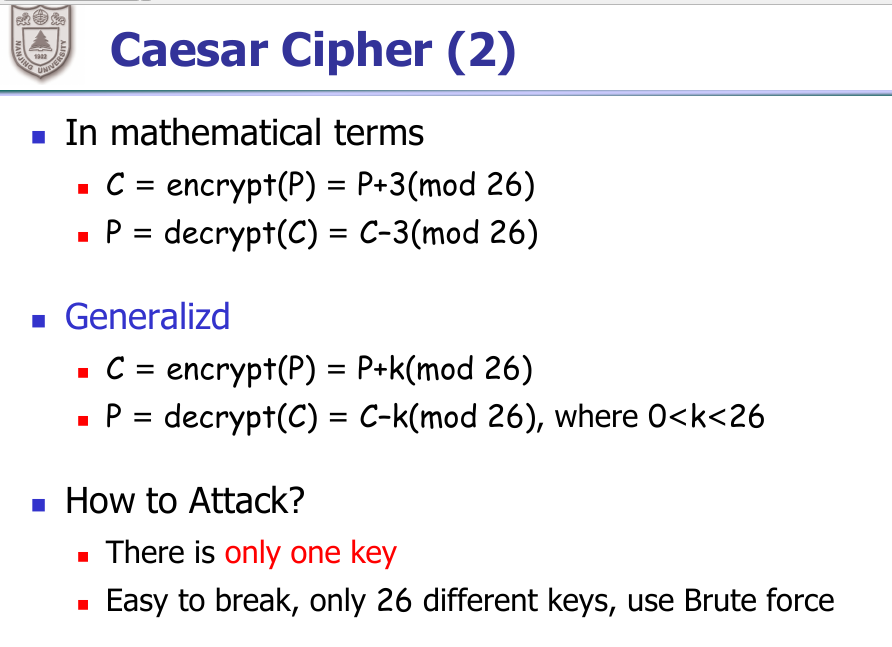 NANJING UNIVERSITY
1902
Caesar Cipher (2)
In mathematical terms
C = encrypt(P) = P+3(mod 26)
P = decrypt(C) = C–3(mod 26)
Generalizd
C = encrypt(P) = P+k(mod 26)
P = decrypt(C) = C–k(mod 26), where 0<k<26
How to Attack?
There is only one key
Easy to break, only 26 different keys, use Brute force